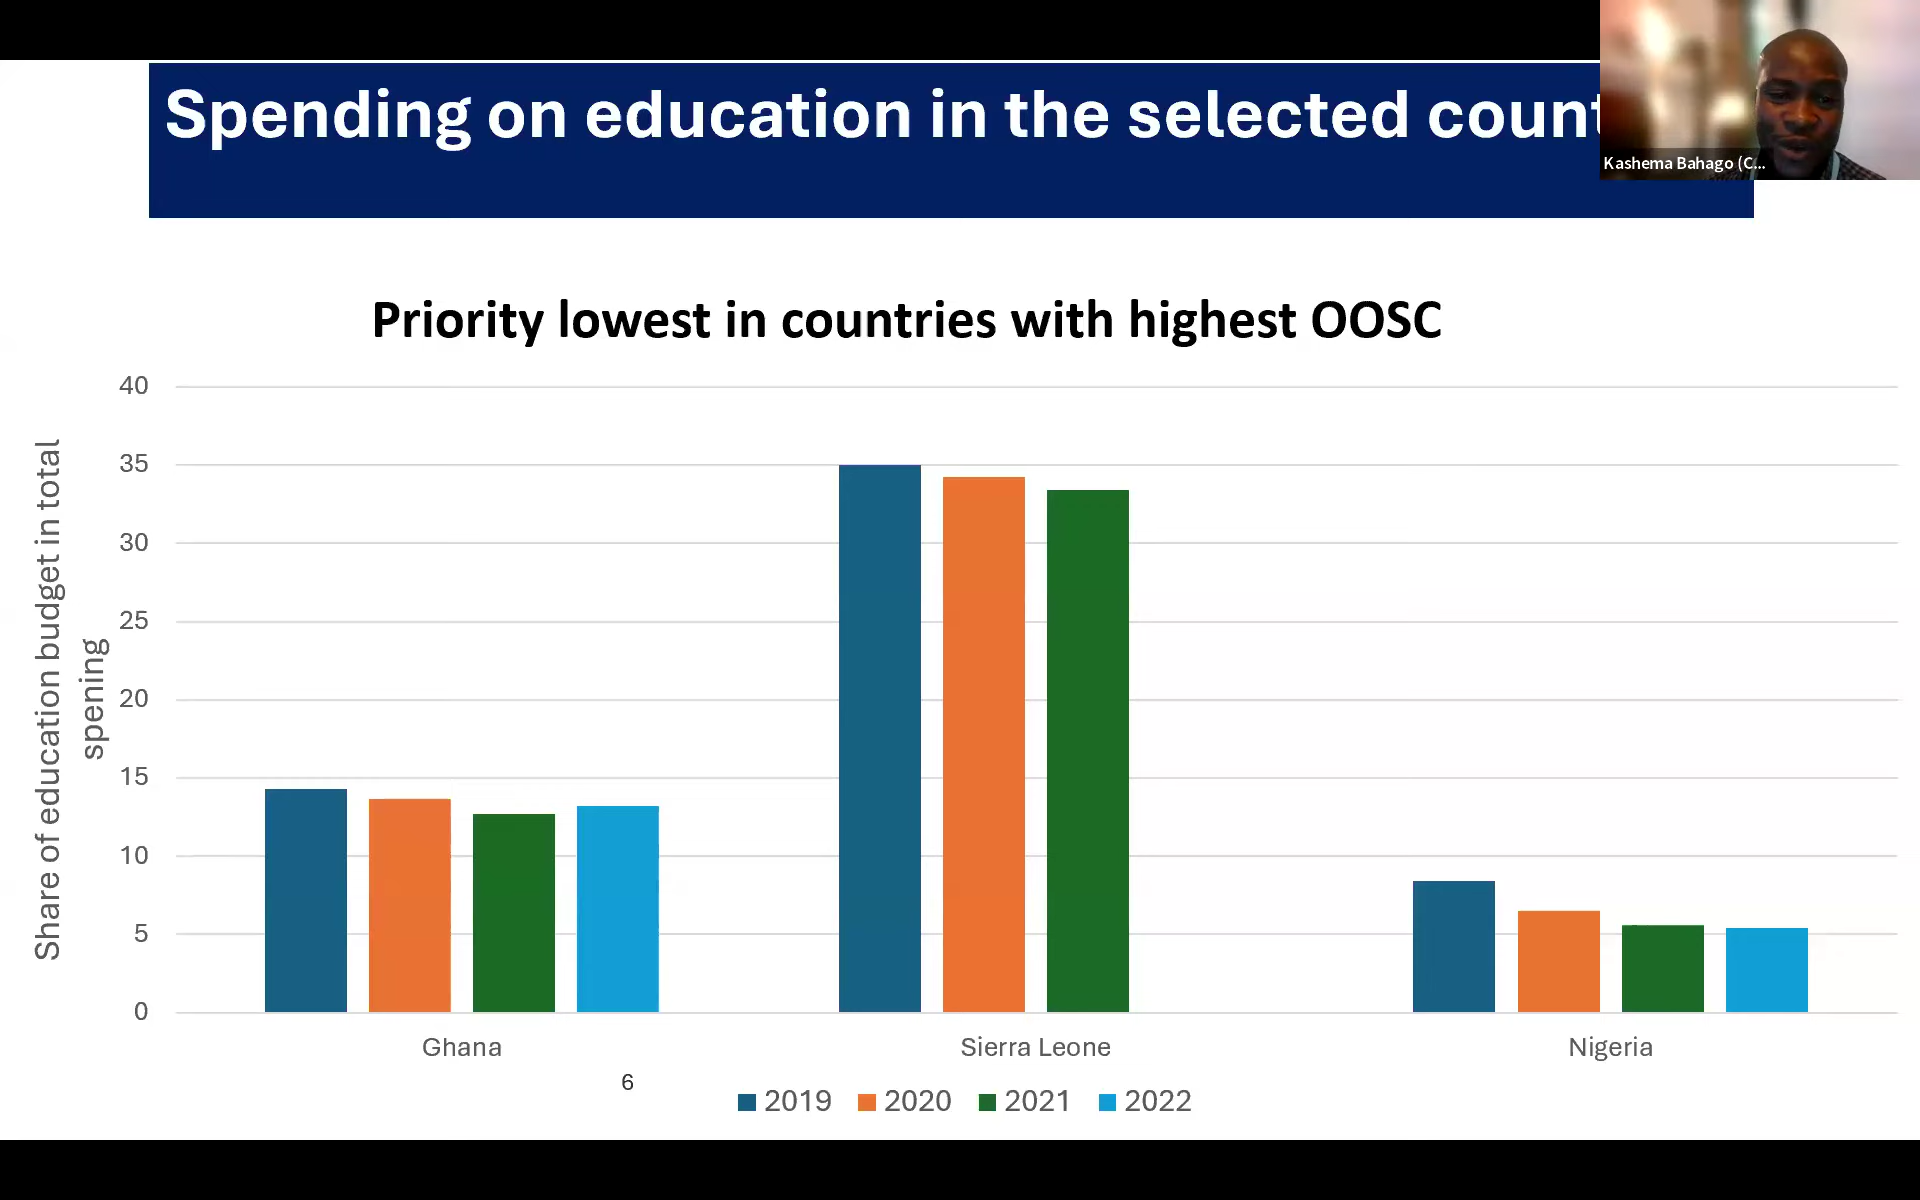 Spending on education in the selected count
Kashema Bahago (C...
Priority lowest in countries with highest OOSC
Share of education budget in total
spening
40
35
30
25
20
15
10
5
0
Ghana
Sierra Leone
Nigeria
6
2019
2020
2021
2022